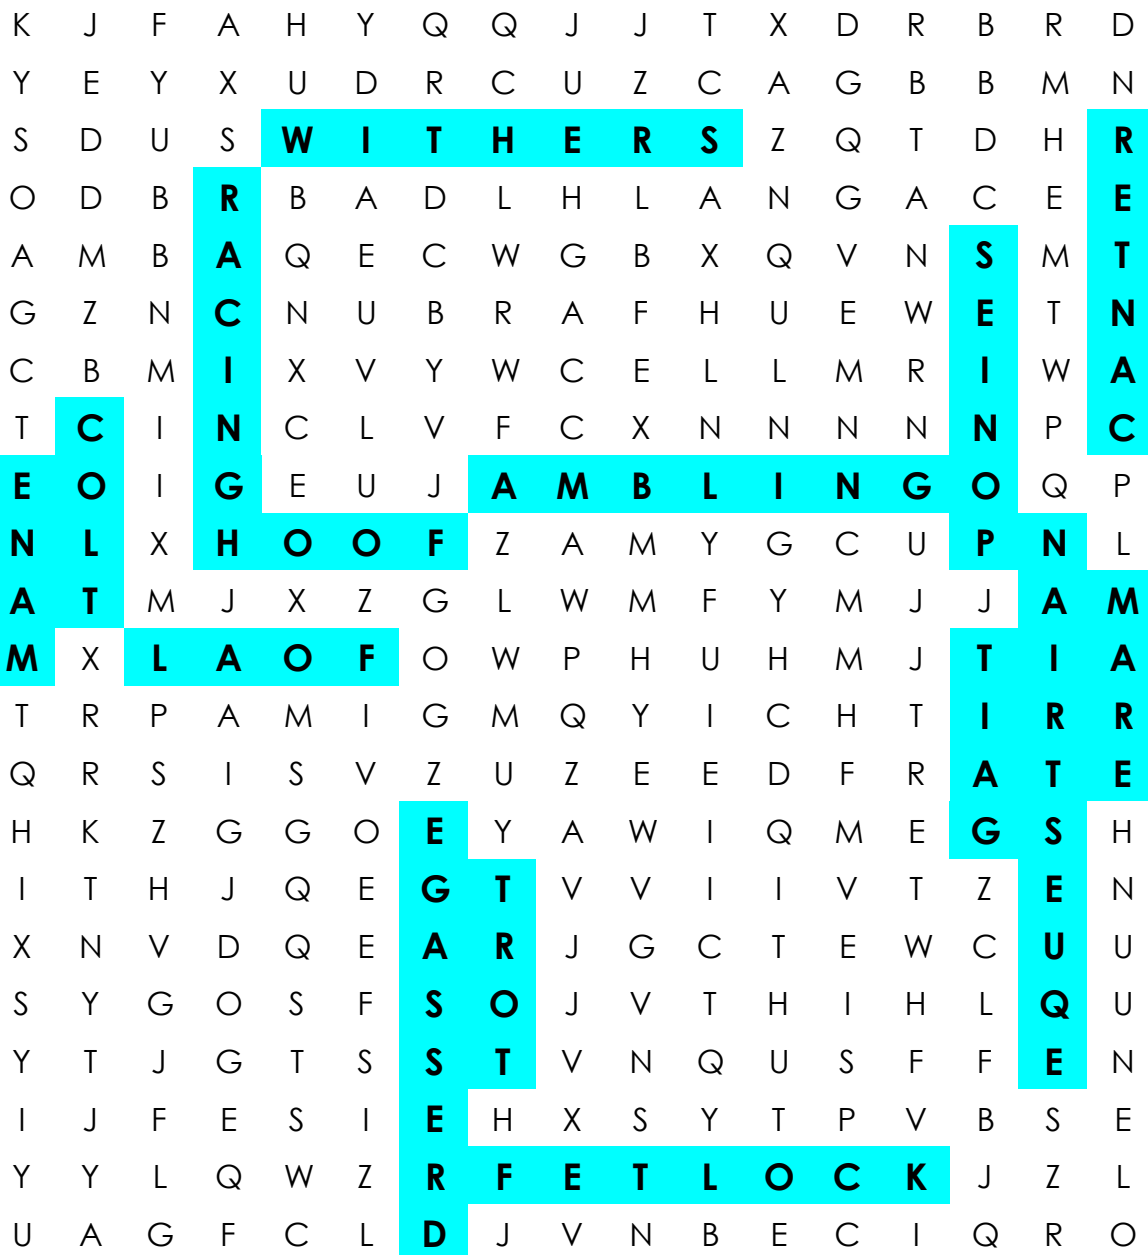 K J F A H Y Q Q J J T X D R B R D
Y E Y X U D R C U Z C A G B B M N
S D U S W I T H E R S Z Q T D H R
O D B R B A D L H L A N G A C E E
A M B A Q E C W G B X Q V N S M T
G Z N C N U B R A F H U E W E T N
C B M I X V Y W C E L L M R I W A
T C I N C L V F C X N N N N N P C
E O I G E U J A M B L I N G O Q P
N L X H O O F Z A M Y G C U P N L
A T M J X Z G L W M F Y M J J A M
M X L A O F O W P H U H M J T I A
T R P A M I G M Q Y I C H T I R R
Q R S I S V Z U Z E E D F R A T E
H K Z G G O E Y A W I Q M E G S H
I T H J Q E G T V V I I V T Z E N
X N V D Q E A R J G C T E W C U U
S Y G O S F S O J V T H I H L Q U
Y T J G T S S T V N Q U S F F E N
I J F E S I E H X S Y T P V B S E
Y Y L Q W Z R F E T L O C K J Z L
U A G F C L D J V N B E C I Q R O